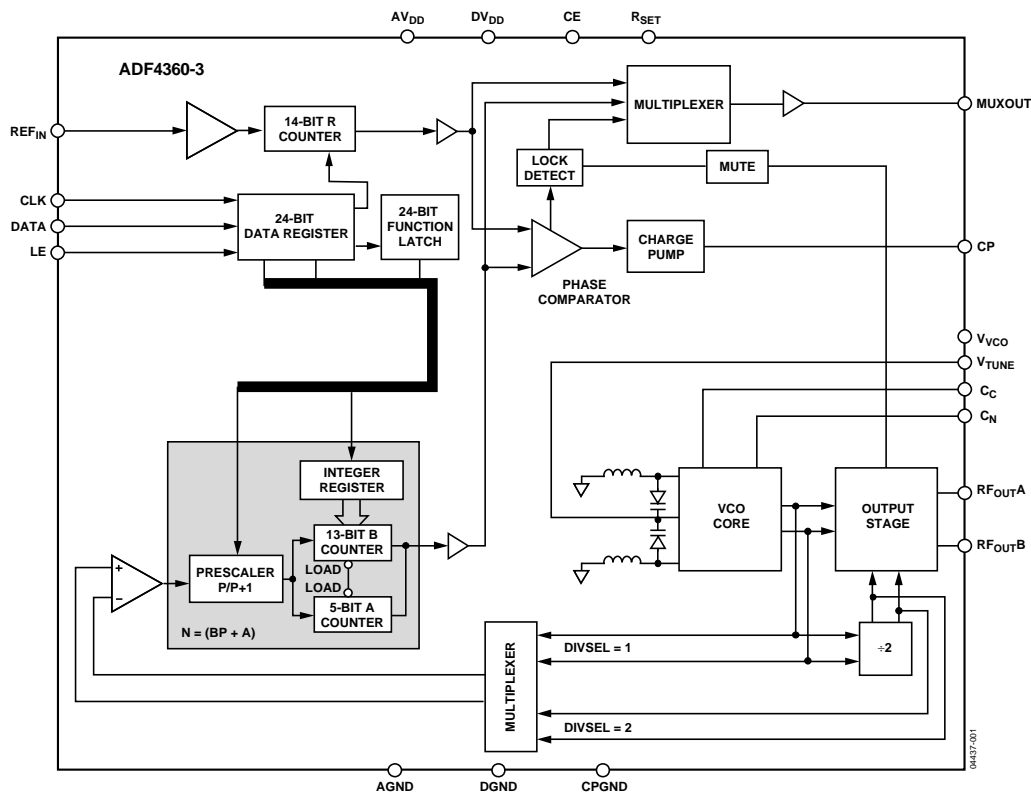 AVDD
DVDD
CE
RSET
ADF4360-3
REFIN
14-BIT R
COUNTER
MULTIPLEXER
MUXOUT
LOCK
DETECT
MUTE
CLK
DATA
LE
24-BIT
DATA REGISTER
24-BIT
FUNCTION
LATCH
CHARGE
PUMP
CP
PHASE
COMPARATOR
VVCO
VTUNE
CC
CN
INTEGER
REGISTER
13-BIT B
COUNTER
LOAD
LOAD
5-BIT A
COUNTER
PRESCALER
P/P+1
+
−
N = (BP + A)
VCO
CORE
OUTPUT
STAGE
RFOUTA
RFOUTB
MULTIPLEXER
DIVSEL = 1
DIVSEL = 2
÷2
04437-001
AGND
DGND
CPGND